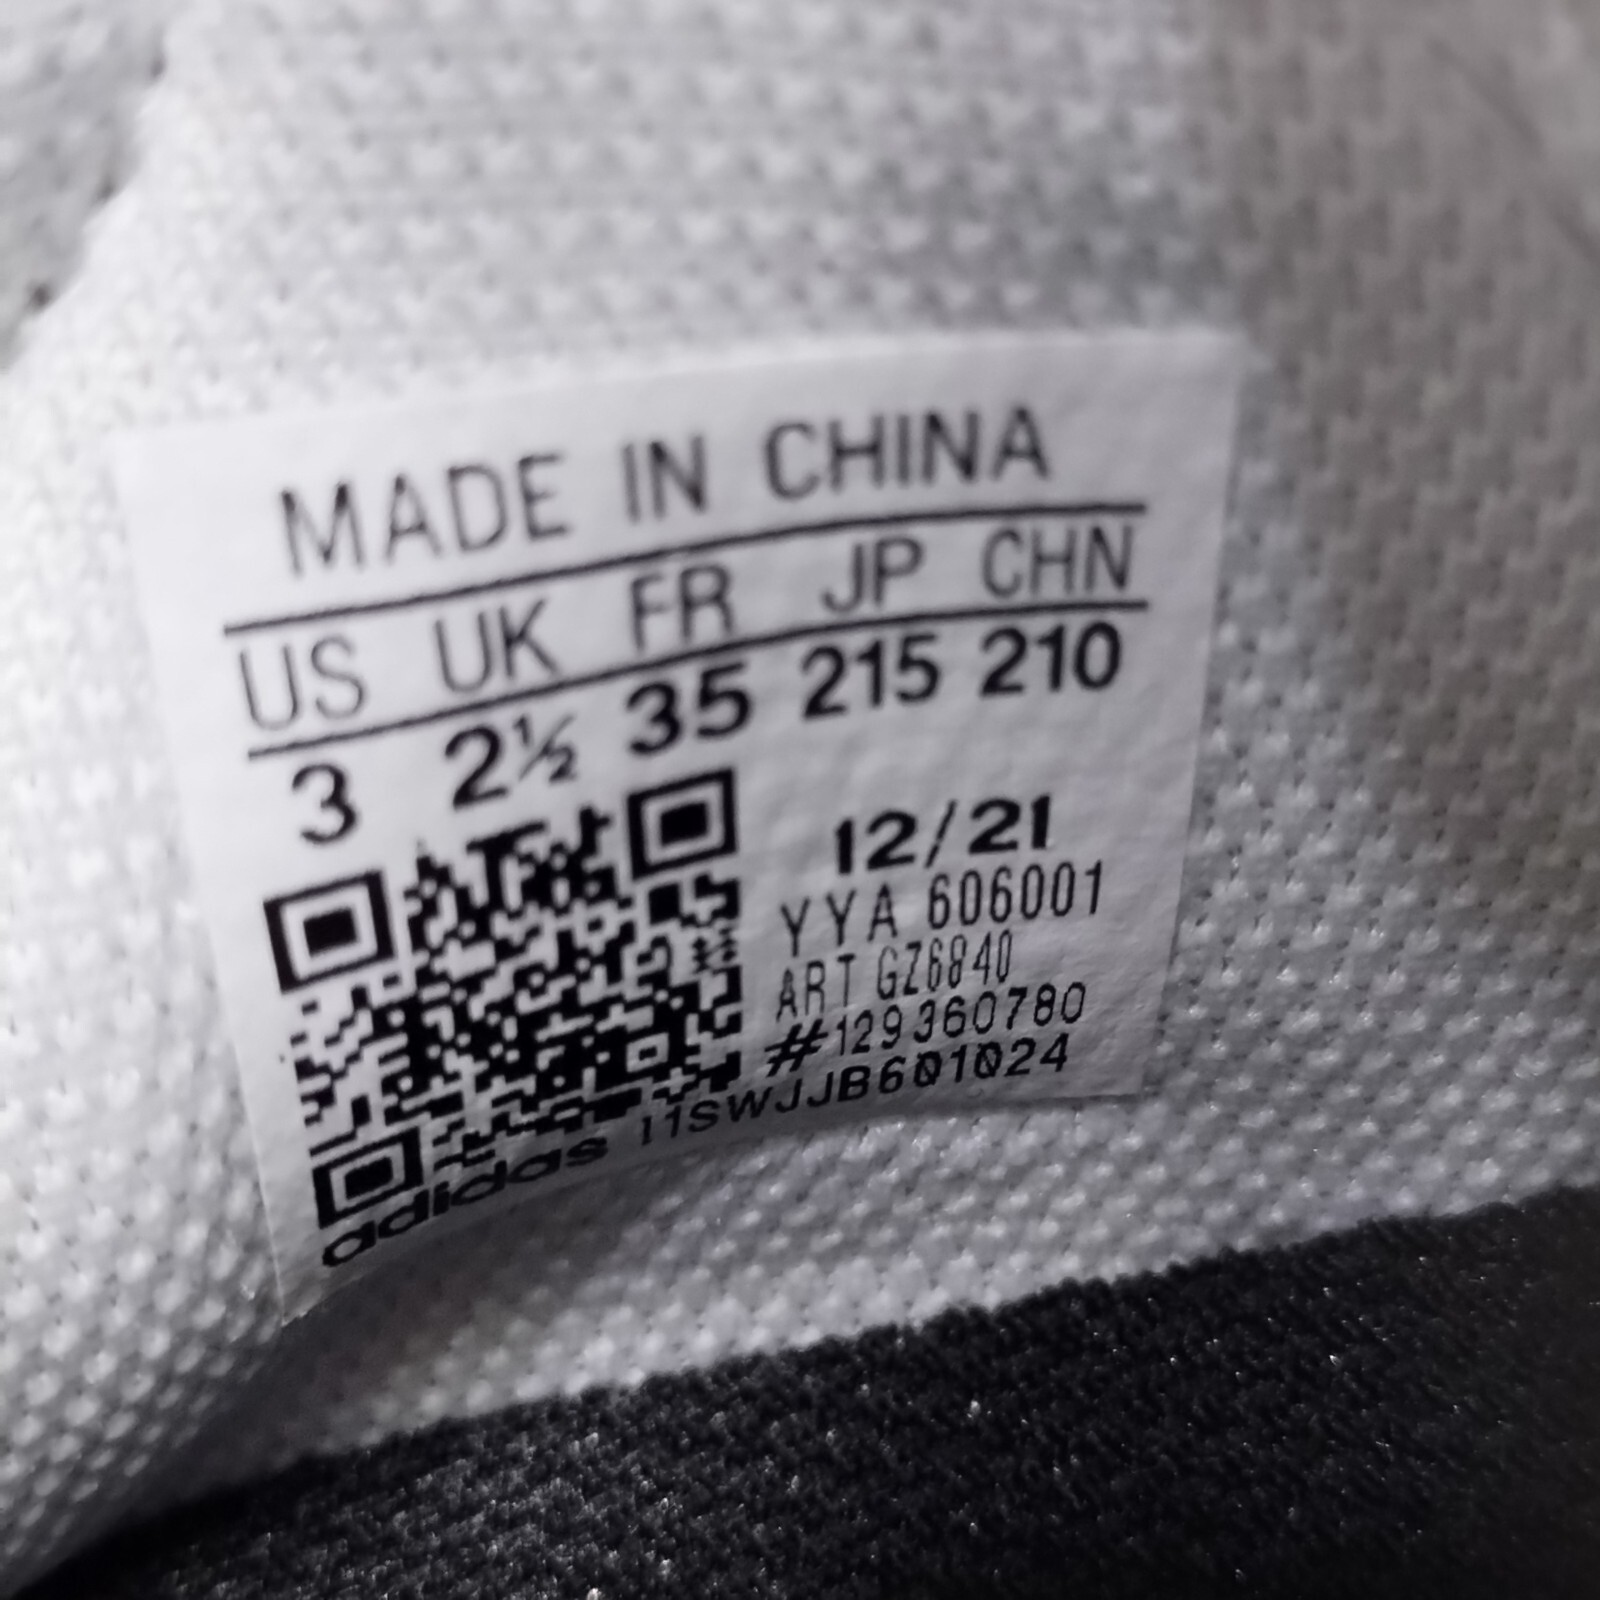 MADE IN CHINA
US UK FR JP CHN
3 2½ 35 215 210
12/21
YYA 606001
ART GZ6840
#129360780
adidas I1SWJJB601024